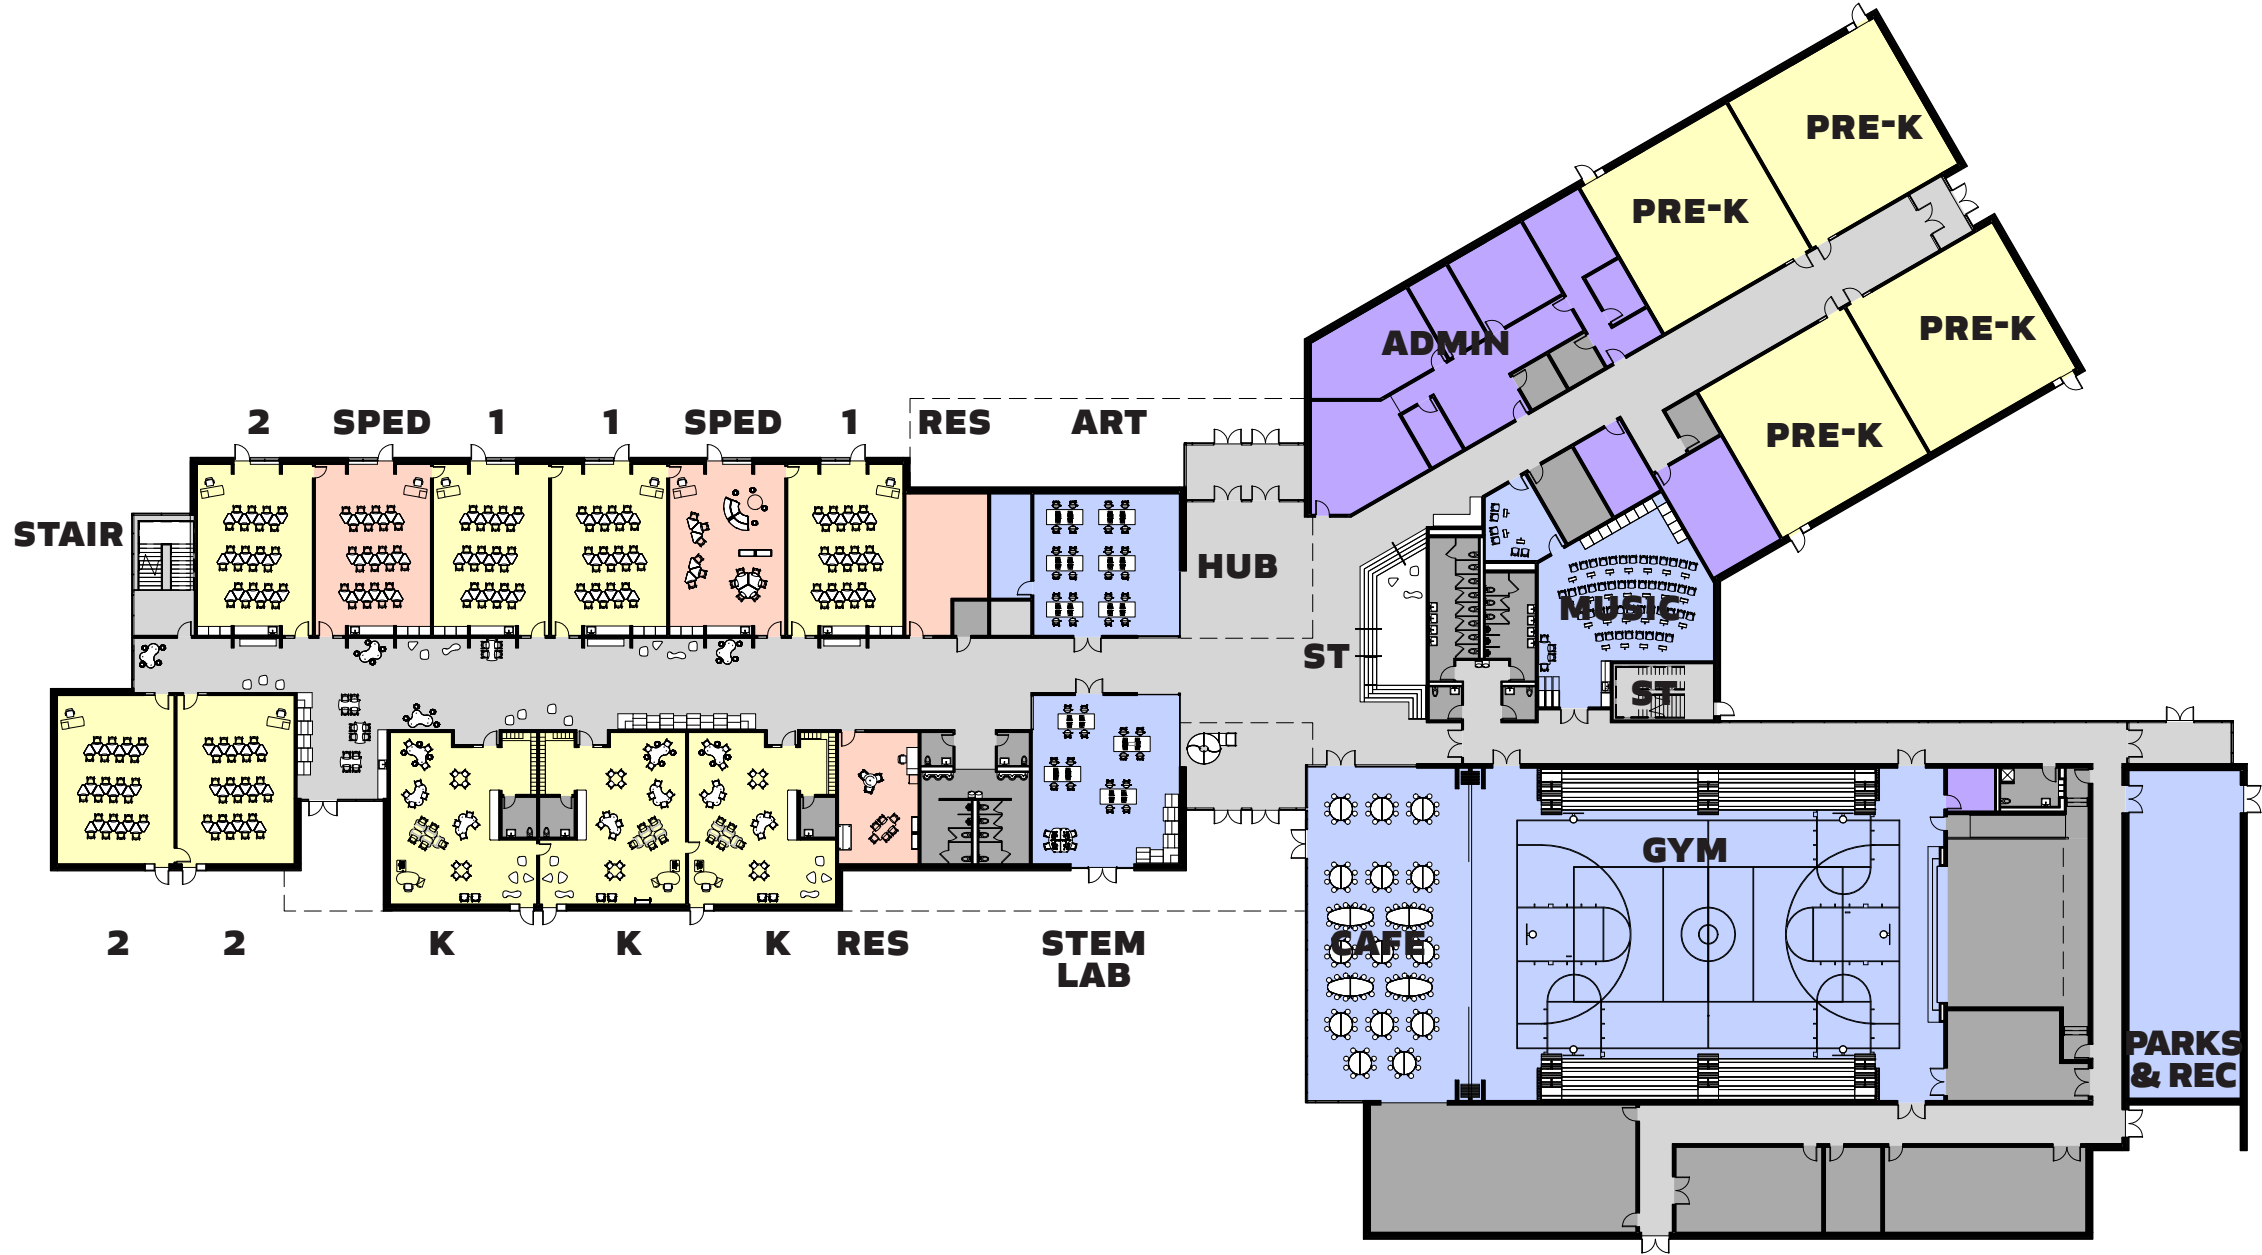 PRE-K
PRE-K
PRE-K
ADMIN
PRE-K
2
SPED
1
1
SPED
1
RES
ART
STAIR
HUB
MUSIC
ST
ST
GYM
2
2
K
K
K
RES
STEM
LAB
CAFE
PARKS
& REC